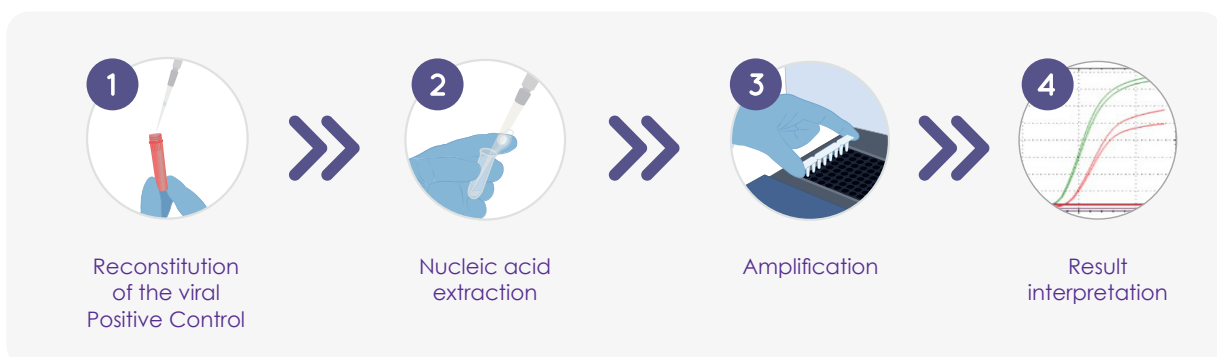 1
Reconstitution
of the viral
Positive Control
2
Nucleic acid
extraction
3
Amplification
4
Result
interpretation